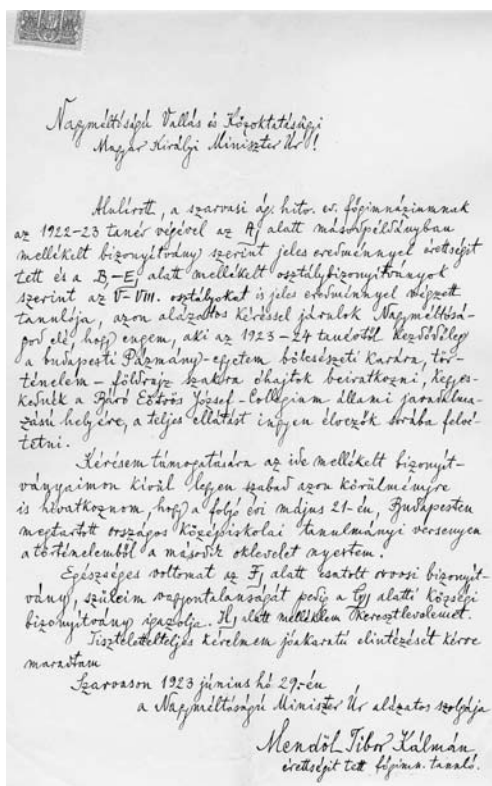 Nagyméltóságú Vallás és Közoktatásügyi
Magyar Királyi Miniszter Úr!
Alulírott, a szarvasi ág. hitv. ev. főgimnáziumnak
az 1922-23 tanév végével az A, alatt másodpéldányban
mellékelt bizonyítvány szerint jeles eredménnyel érettségit
tett és a B,-E, alatt mellékelt osztálybizonyítványok
szerint az V-VIII. osztályokat is jeles eredménnyel végzett
tanulója, azon alázatos kéréssel járulok Nagyméltósá-
god elé, hogy engem, aki az 1923-24 tanévtől kezdődőleg
a budapesti Pázmány-egyetem bölcsészeti karára, tör-
ténelem-földrajz szakra óhajtok beiratkozni, kegyes-
kednék a Báró Eötvös József-Collégium állami javadalma-
zású helyére, a teljes ellátást ingyen élvezők sorába felvé-
tetni.
Kérésem támogatására az ide mellékelt bizonyít-
ványaimon kívül legyen szabad azon körülményre
is hivatkoznom, hogy a folyó évi május 21-én, Budapesten
megtartott országos középiskolai tanulmányi versenyen
a történelemből a második oklevelet nyertem.
Egészséges voltomat az F, alatt csatolt orvosi bizonyít-
vány, szüleim vagyontalanságát pedig a G, alatti községi
bizonyítvány igazolja. H, alatt mellékelem keresztlevelemet.
Tiszteletteljes kérelmem jóakaratú elintézését kérve
maradtam
Szarvason 1923 június hó 29-én
a Nagyméltóságú Miniszter Úr alázatos szolgája
Mendöl Tibor Kálmán
érettségit tett főgimn. tanuló.